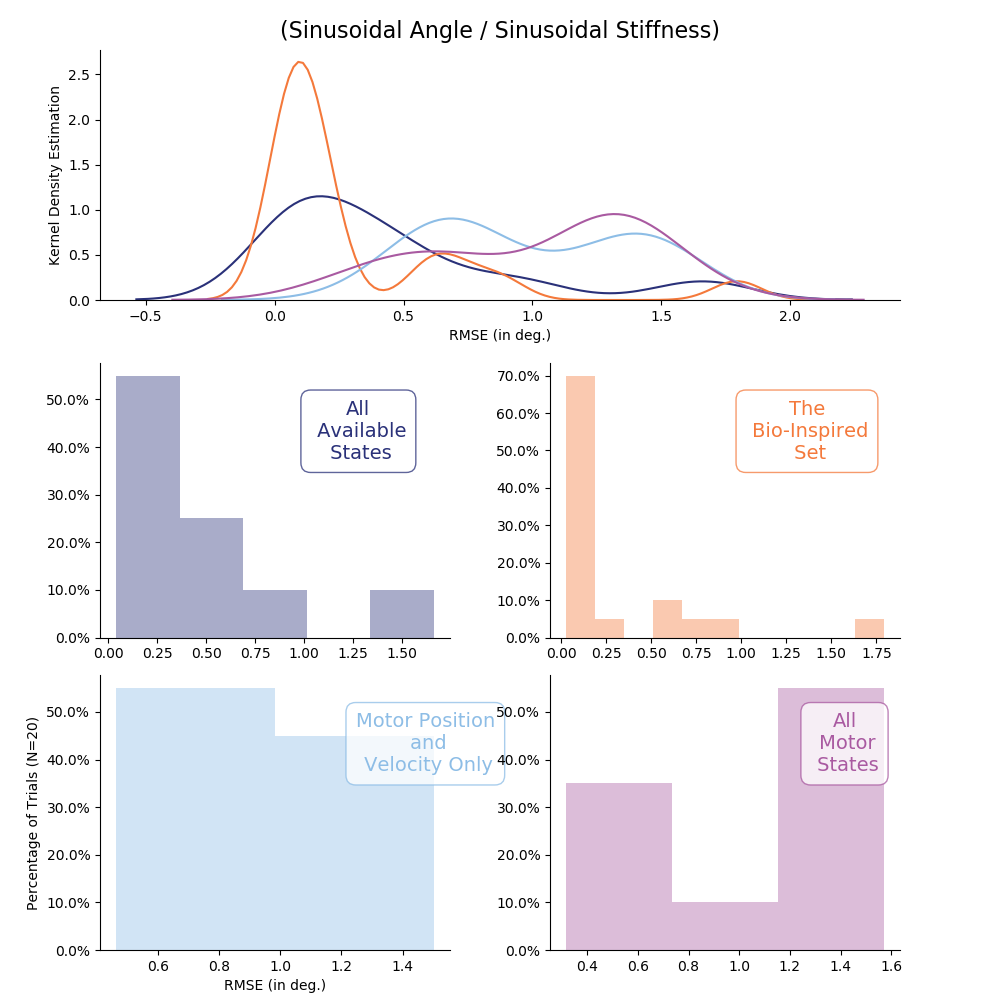 (Sinusoidal Angle / Sinusoidal Stiffness)
Kernel Density Estimation
2.5
2.0
1.5
1.0
0.5
0.0
−0.5 0.0 0.5 1.0 1.5 2.0
RMSE (in deg.)
All
Available
States
50.0%
40.0%
30.0%
20.0%
10.0%
0.0%
0.00 0.25 0.50 0.75 1.00 1.25 1.50
The
Bio-Inspired
Set
70.0%
60.0%
50.0%
40.0%
30.0%
20.0%
10.0%
0.0%
0.00 0.25 0.50 0.75 1.00 1.25 1.50 1.75
Percentage of Trials (N=20)
Motor Position
and
Velocity Only
50.0%
40.0%
30.0%
20.0%
10.0%
0.0%
0.6 0.8 1.0 1.2 1.4
RMSE (in deg.)
All
Motor
States
50.0%
40.0%
30.0%
20.0%
10.0%
0.0%
0.4 0.6 0.8 1.0 1.2 1.4 1.6